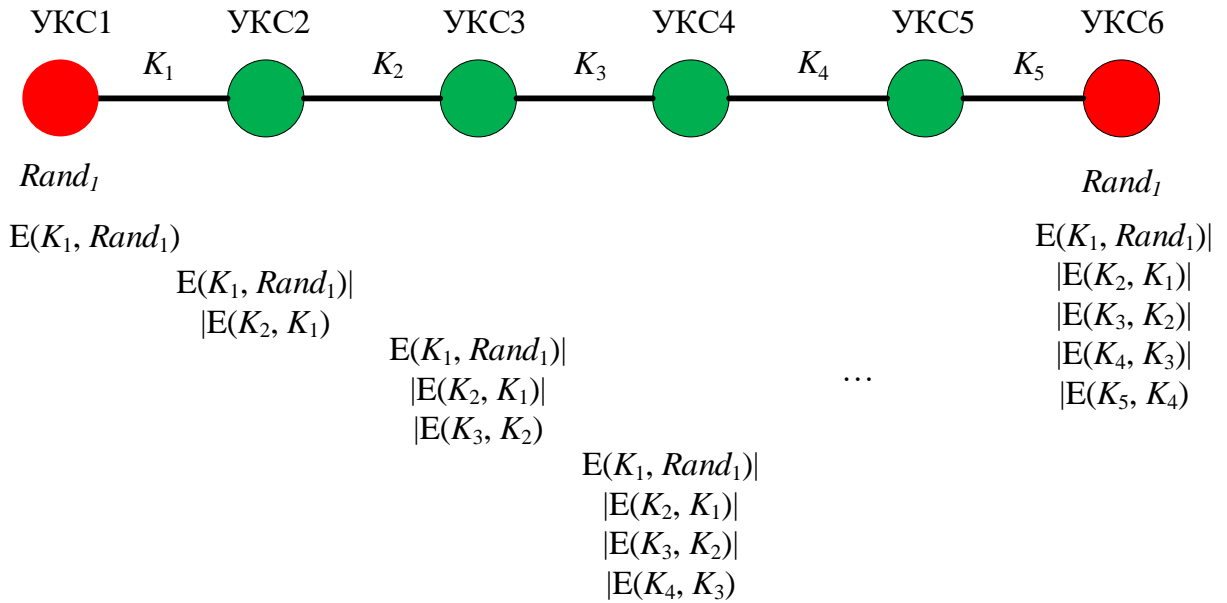 УКС1 УКС2 УКС3 УКС4 УКС5 УКС6
K₁ K₂ K₃ K₄ K₅
Rand₁ Rand₁
E(K₁, Rand₁)
E(K₁, Rand₁)|
|E(K₂, K₁)
E(K₁, Rand₁)|
|E(K₂, K₁)|
|E(K₃, K₂)
E(K₁, Rand₁)|
|E(K₂, K₁)|
|E(K₃, K₂)|
|E(K₄, K₃)
…
E(K₁, Rand₁)|
|E(K₂, K₁)|
|E(K₃, K₂)|
|E(K₄, K₃)|
|E(K₅, K₄)